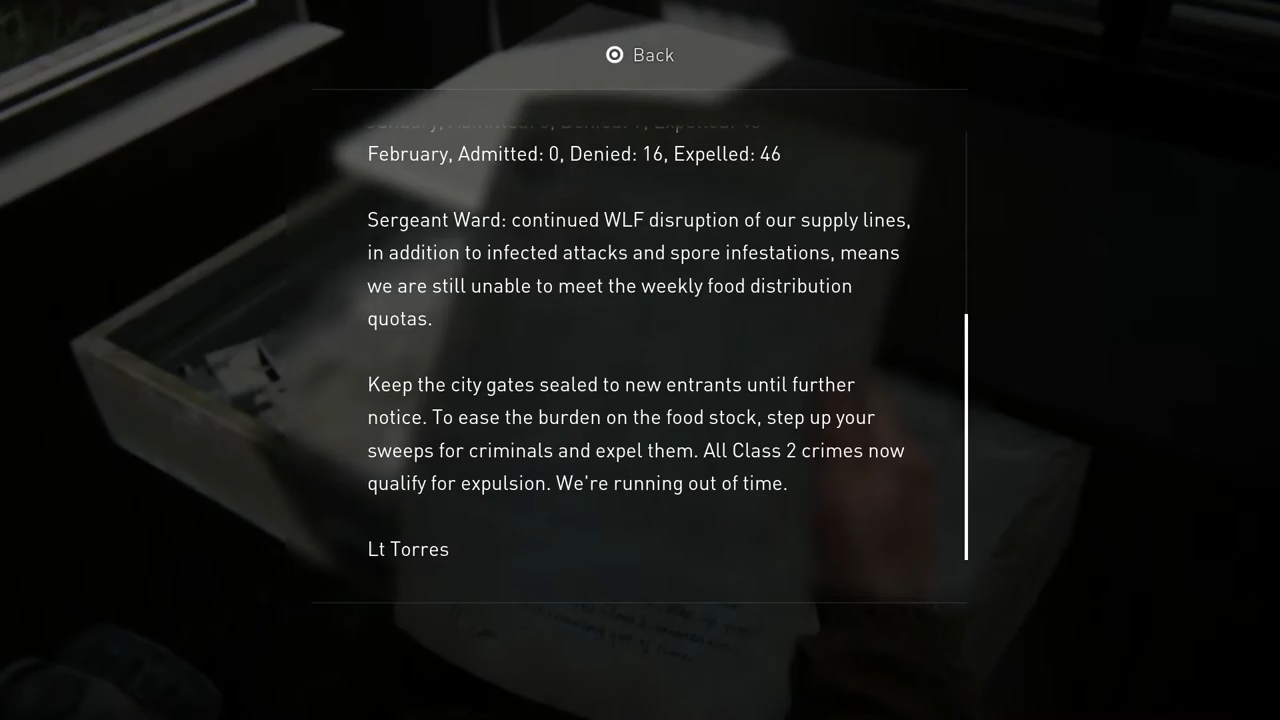 Back
February, Admitted: 0, Denied: 16, Expelled: 46
Sergeant Ward: continued WLF disruption of our supply lines,
in addition to infected attacks and spore infestations, means
we are still unable to meet the weekly food distribution
quotas.
Keep the city gates sealed to new entrants until further
notice. To ease the burden on the food stock, step up your
sweeps for criminals and expel them. All Class 2 crimes now
qualify for expulsion. We're running out of time.
Lt Torres